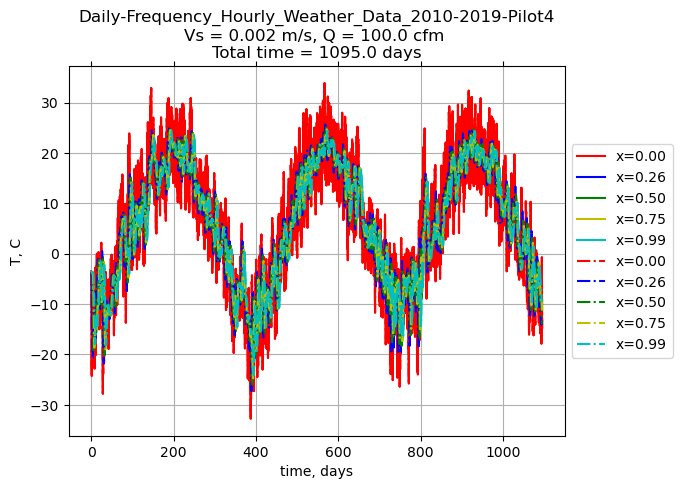 Daily-Frequency_Hourly_Weather_Data_2010-2019-Pilot4
Vs = 0.002 m/s, Q = 100.0 cfm
Total time = 1095.0 days
T, C
30
20
10
0
−10
−20
−30
0
200
400
600
800
1000
time, days
x=0.00
x=0.26
x=0.50
x=0.75
x=0.99
x=0.00
x=0.26
x=0.50
x=0.75
x=0.99